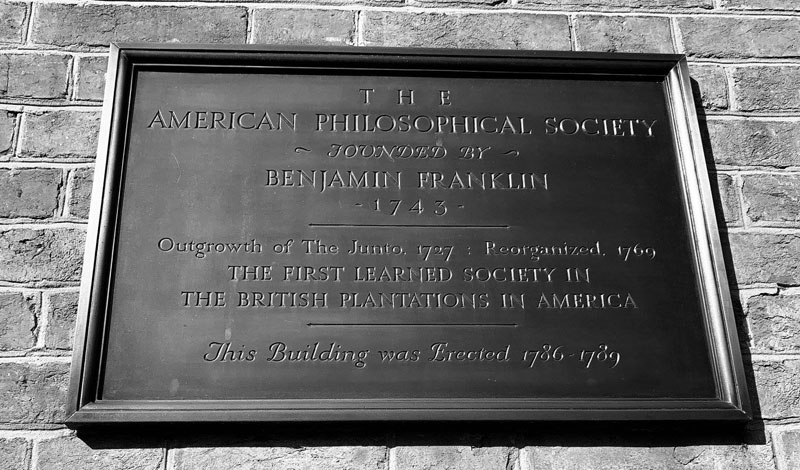 THE
AMERICAN PHILOSOPHICAL SOCIETY
~ FOUNDED BY ~
BENJAMIN FRANKLIN
- 1743 -
Outgrowth of The Junto, 1727 : Reorganized, 1769
THE FIRST LEARNED SOCIETY IN
THE BRITISH PLANTATIONS IN AMERICA
This Building was Erected 1786-1789